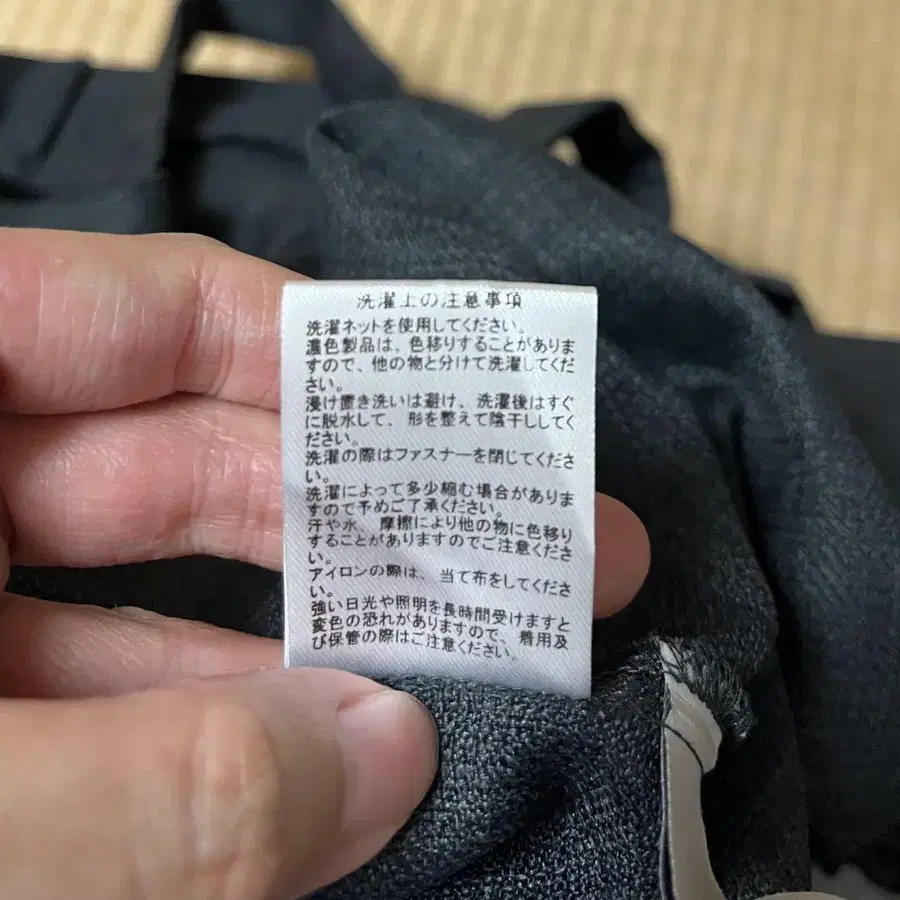 洗濯上の注意事項
洗濯ネットを使用してください。
濃色製品は、色移りすることがありま
すので、他の物と分けて洗濯してくだ
さい。
浸け置き洗いは避け、洗濯後はすぐ
に脱水して、形を整えて陰干ししてく
ださい。
洗濯の際はファスナーを閉じてくださ
い。
洗濯によって多少縮む場合がありま
すので予めご了承ください。
汗や水、摩擦により他の物に色移り
することがありますのでご注意くださ
い。
アイロンの際は、当て布をしてくださ
い。
強い日光や照明を長時間受けますと
変色の恐れがありますので、着用及
び保管の際はご注意ください。